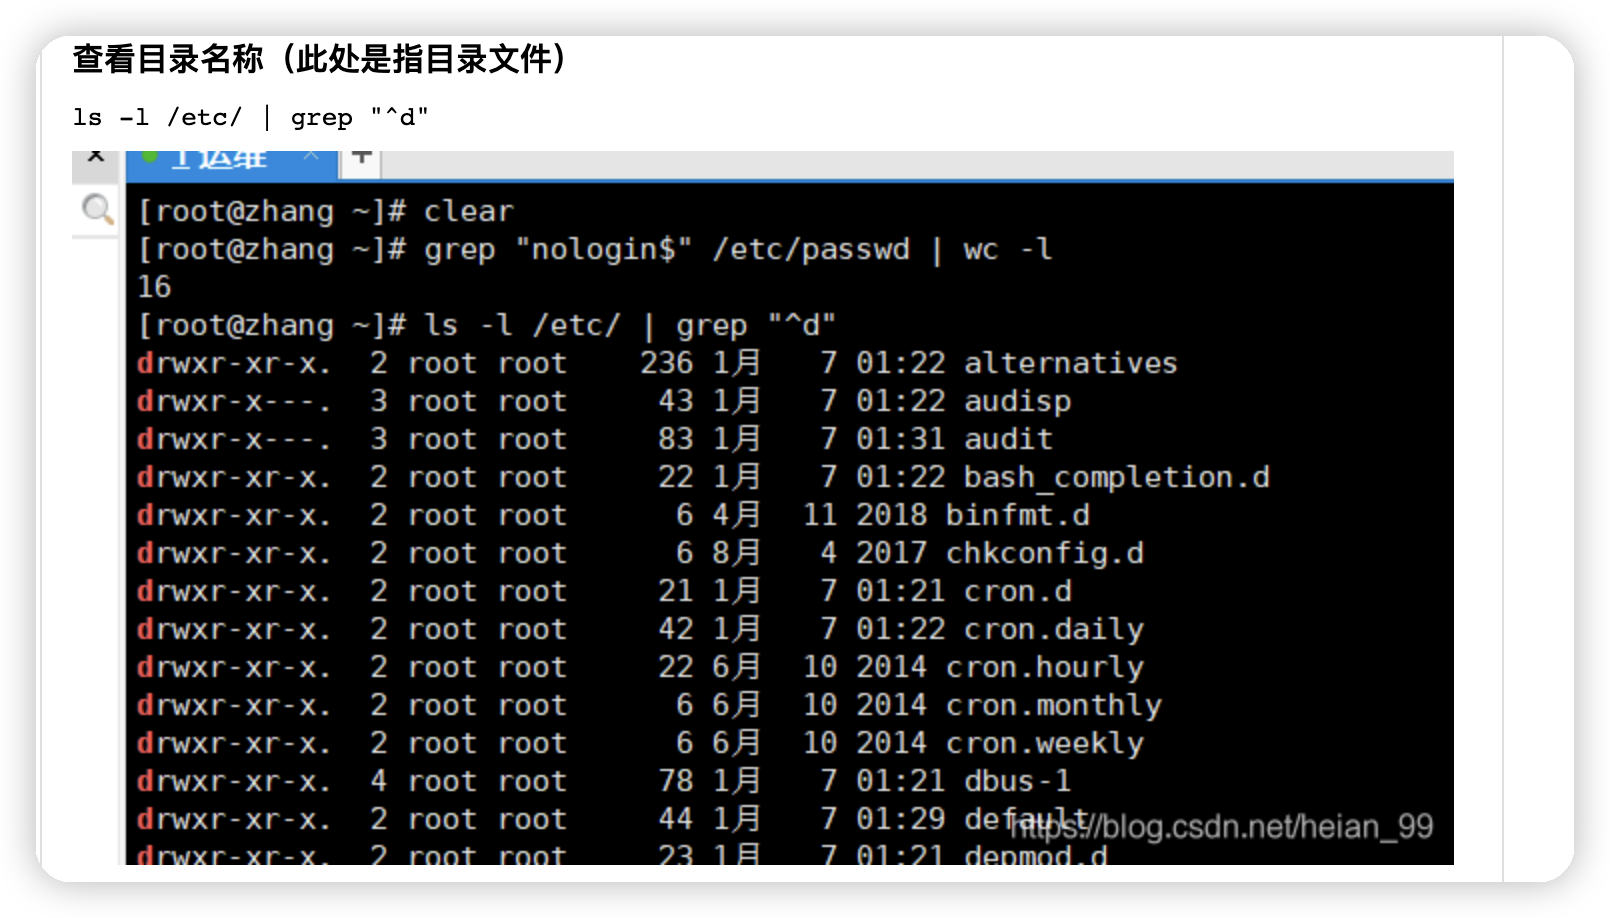 查看目录名称（此处是指目录文件）
ls -l /etc/ | grep "^d"
x 1 运维 × +
[root@zhang ~]# clear
[root@zhang ~]# grep "nologin$" /etc/passwd | wc -l
16
[root@zhang ~]# ls -l /etc/ | grep "^d"
drwxr-xr-x.  2 root root    236 1月   7 01:22 alternatives
drwxr-x---.  3 root root     43 1月   7 01:22 audisp
drwxr-x---.  3 root root     83 1月   7 01:31 audit
drwxr-xr-x.  2 root root     22 1月   7 01:22 bash_completion.d
drwxr-xr-x.  2 root root      6 4月  11 2018 binfmt.d
drwxr-xr-x.  2 root root      6 8月   4 2017 chkconfig.d
drwxr-xr-x.  2 root root     21 1月   7 01:21 cron.d
drwxr-xr-x.  2 root root     42 1月   7 01:22 cron.daily
drwxr-xr-x.  2 root root     22 6月  10 2014 cron.hourly
drwxr-xr-x.  2 root root      6 6月  10 2014 cron.monthly
drwxr-xr-x.  2 root root      6 6月  10 2014 cron.weekly
drwxr-xr-x.  4 root root     78 1月   7 01:21 dbus-1
drwxr-xr-x.  2 root root     44 1月   7 01:29 default
https://blog.csdn.net/heian_99
drwxr-xr-x.  2 root root     23 1月   7 01:21 depmod.d